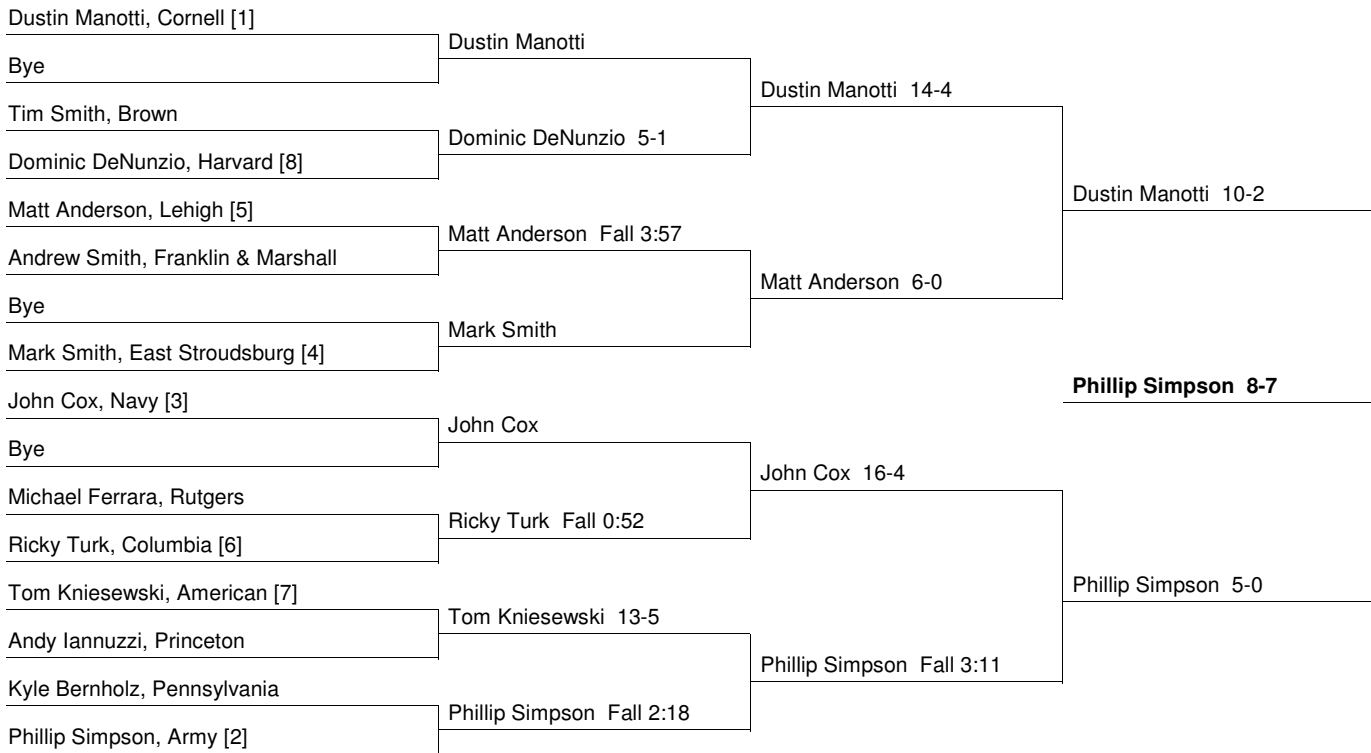 Dustin Manotti, Cornell [1]
Bye
Tim Smith, Brown
Dominic DeNunzio, Harvard [8]
Matt Anderson, Lehigh [5]
Andrew Smith, Franklin & Marshall
Bye
Mark Smith, East Stroudsburg [4]
John Cox, Navy [3]
Bye
Michael Ferrara, Rutgers
Ricky Turk, Columbia [6]
Tom Kniesewski, American [7]
Andy Iannuzzi, Princeton
Kyle Bernholz, Pennsylvania
Phillip Simpson, Army [2]
Dustin Manotti
Dominic DeNunzio 5-1
Matt Anderson Fall 3:57
Mark Smith
John Cox
Ricky Turk Fall 0:52
Tom Kniesewski 13-5
Phillip Simpson Fall 2:18
Dustin Manotti 14-4
Matt Anderson 6-0
John Cox 16-4
Phillip Simpson Fall 3:11
Dustin Manotti 10-2
Phillip Simpson 8-7
Phillip Simpson 5-0